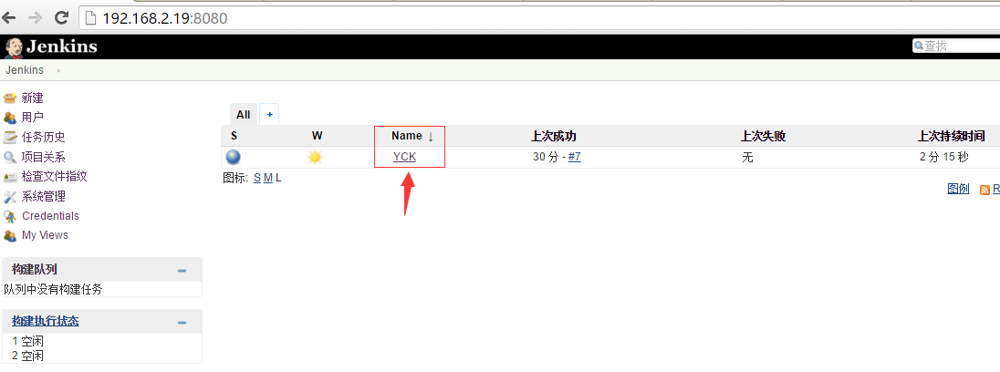 192.168.2.19:8080
Jenkins
查找
Jenkins
新建
用户
任务历史
项目关系
检查文件指纹
系统管理
Credentials
My Views
构建队列
队列中没有构建任务
构建执行状态
1 空闲
2 空闲
All +
S W Name ↓ 上次成功 上次失败 上次持续时间
YCK 30 分 - #7 无 2 分 15 秒
图标: S M L
图例 R